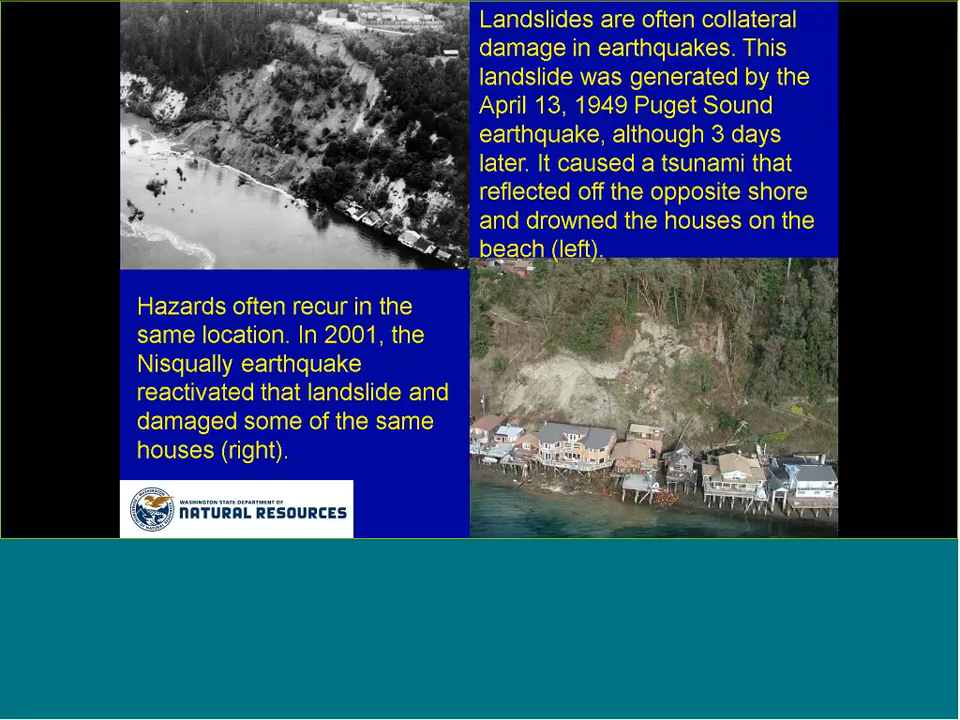 Landslides are often collateral
damage in earthquakes. This
landslide was generated by the
April 13, 1949 Puget Sound
earthquake, although 3 days
later. It caused a tsunami that
reflected off the opposite shore
and drowned the houses on the
beach (left).
Hazards often recur in the
same location. In 2001, the
Nisqually earthquake
reactivated that landslide and
damaged some of the same
houses (right).
WASHINGTON STATE DEPARTMENT OF
NATURAL RESOURCES